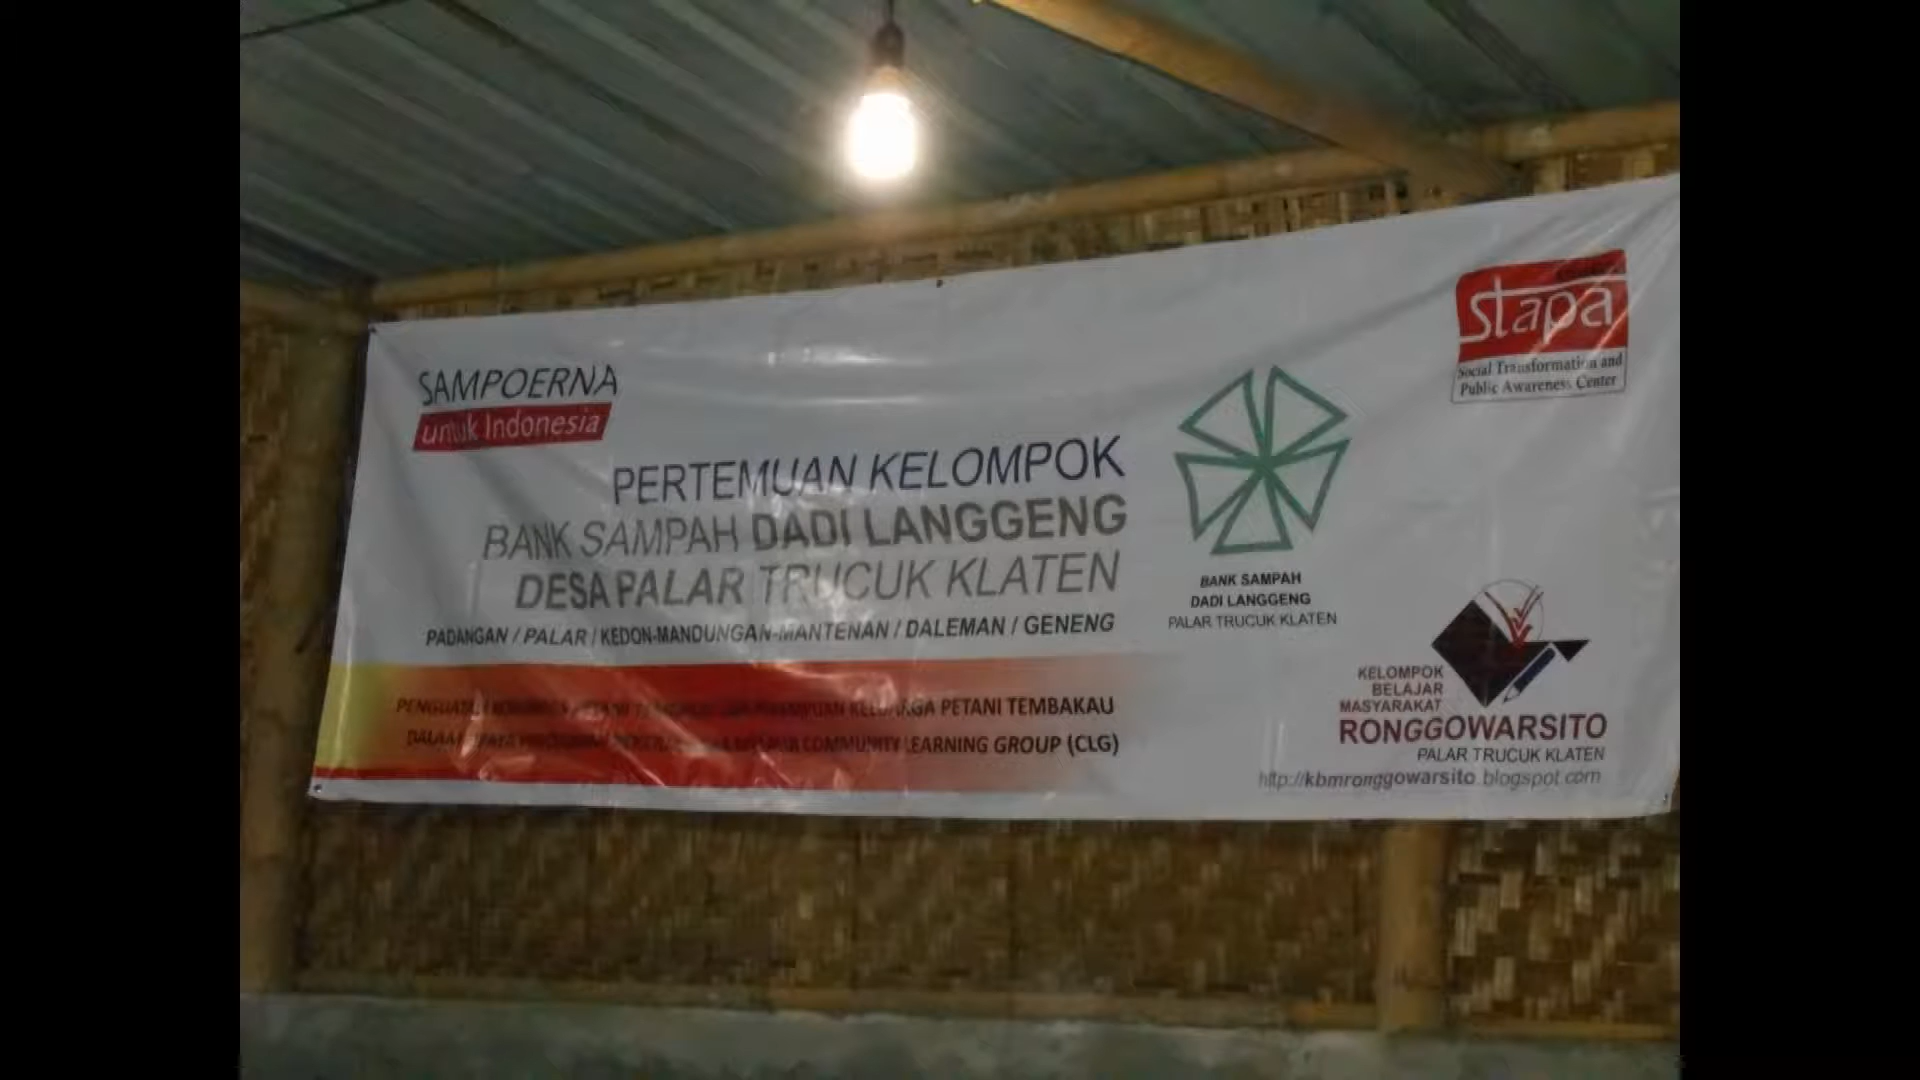 SAMPOERNA
untuk Indonesia
stapa
Social Transformation and
Public Awareness Center
PERTEMUAN KELOMPOK
BANK SAMPAH DADI LANGGENG
DESA PALAR TRUCUK KLATEN
PADANGAN / PALAR / KEDON-MANDUNGAN-MANTENAN / DALEMAN / GENENG
KELUARGA PETANI TEMBAKAU
COMMUNITY LEARNING GROUP (CLG)
BANK SAMPAH
DADI LANGGENG
PALAR TRUCUK KLATEN
KELOMPOK
BELAJAR
MASYARAKAT
RONGGOWARSITO
PALAR TRUCUK KLATEN
http://kbmronggowarsito.blogspot.com